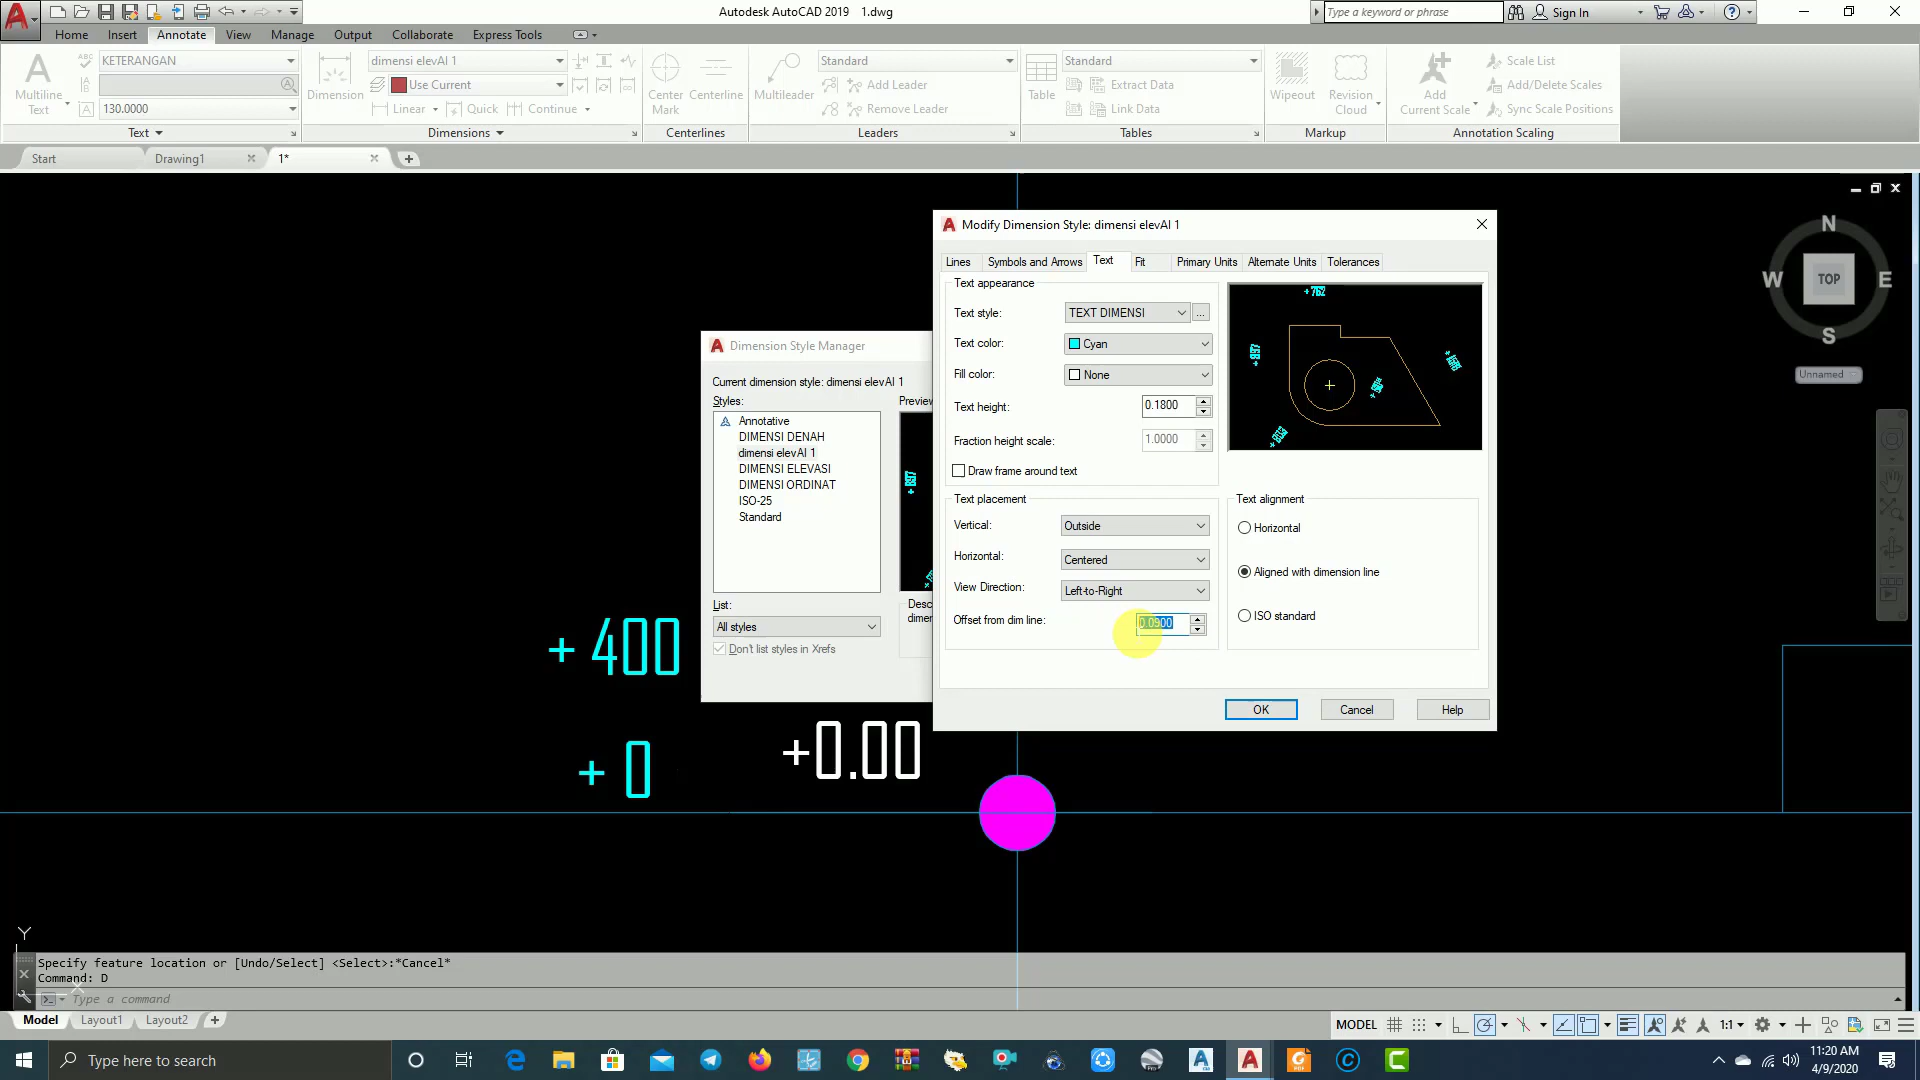 Autodesk AutoCAD 2019 1.dwg
Type a keyword or phrase
Sign In
Home Insert Annotate View Manage Output Collaborate Express Tools
Multiline Text
KETERANGAN
130.0000
Text
Dimension
dimensi elevAI 1
Use Current
Linear Quick Continue
Dimensions
Center Mark
Centerline
Centerlines
Multileader
Standard
Add Leader
Remove Leader
Leaders
Table
Standard
Extract Data
Link Data
Tables
Wipeout
Revision Cloud
Markup
Add Current Scale
Scale List
Add/Delete Scales
Sync Scale Positions
Annotation Scaling
Start Drawing1 1*
N
W TOP E
S
Unnamed
Dimension Style Manager
Current dimension style: dimensi elevAI 1
Styles:
Annotative
DIMENSI DENAH
dimensi elevAI 1
DIMENSI ELEVASI
DIMENSI ORDINAT
ISO-25
Standard
List:
All styles
Don't list styles in Xrefs
Preview
Desc
dimen
Modify Dimension Style: dimensi elevAI 1
Lines Symbols and Arrows Text Fit Primary Units Alternate Units Tolerances
Text appearance
Text style: TEXT DIMENSI ...
Text color: Cyan
Fill color: None
Text height: 0.1800
Fraction height scale: 1.0000
Draw frame around text
+ 762
Text placement
Vertical: Outside
Horizontal: Centered
View Direction: Left-to-Right
Offset from dim line: 0.0900
Text alignment
Horizontal
Aligned with dimension line
ISO standard
OK Cancel Help
+ 400
+0.00
+ 0
Y
X
Specify feature location or [Undo/Select] <Select>:*Cancel*
Command: D
Type a command
Model Layout1 Layout2 +
MODEL 1:1
Type here to search
11:20 AM
4/9/2020